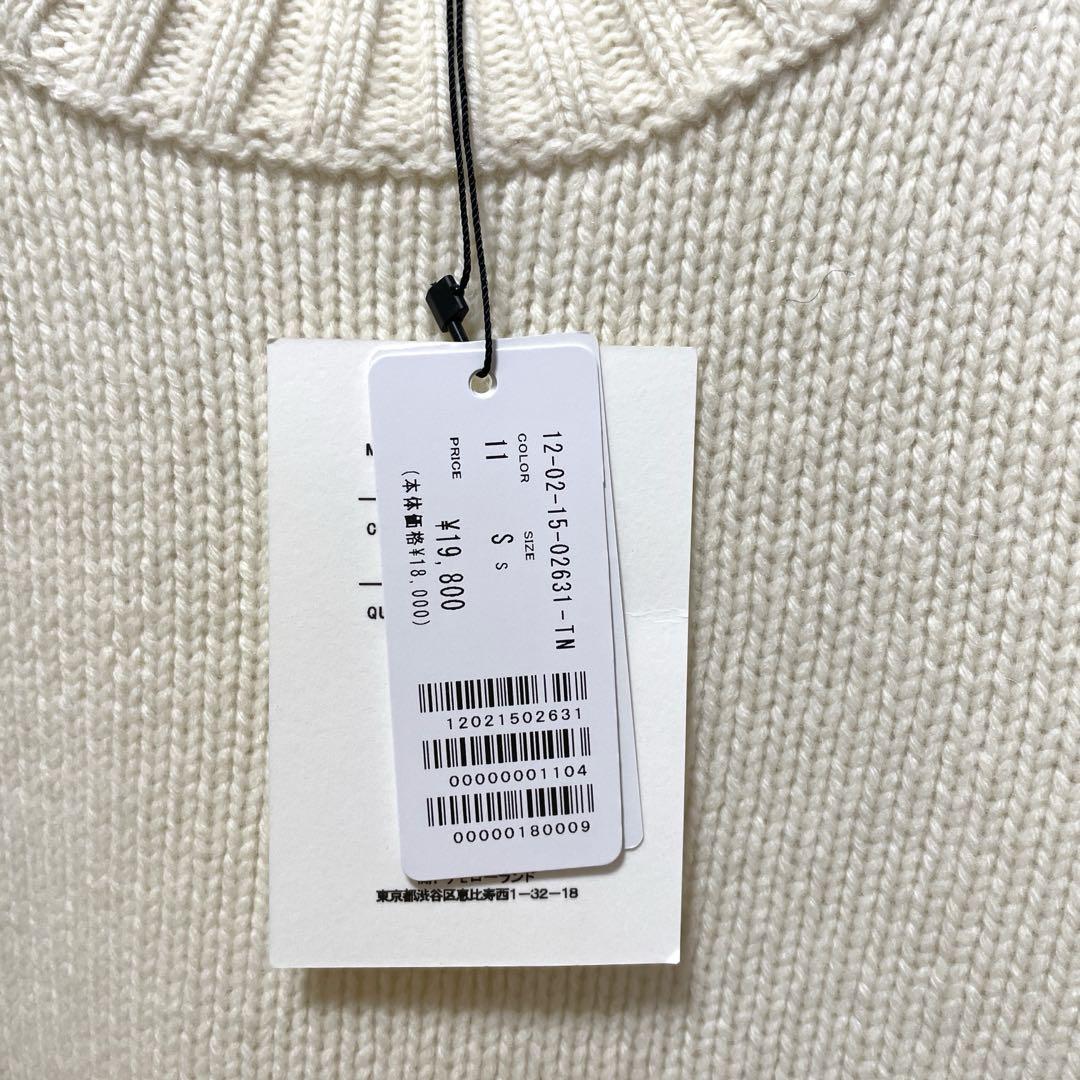 12-02-15-02631-TN
COLOR SIZE
11 S S
PRICE ¥19,800
(本体価格¥18,000)
12021502631
00000001104
00000180009
C
QU
東京都渋谷区恵比寿西1-32-18